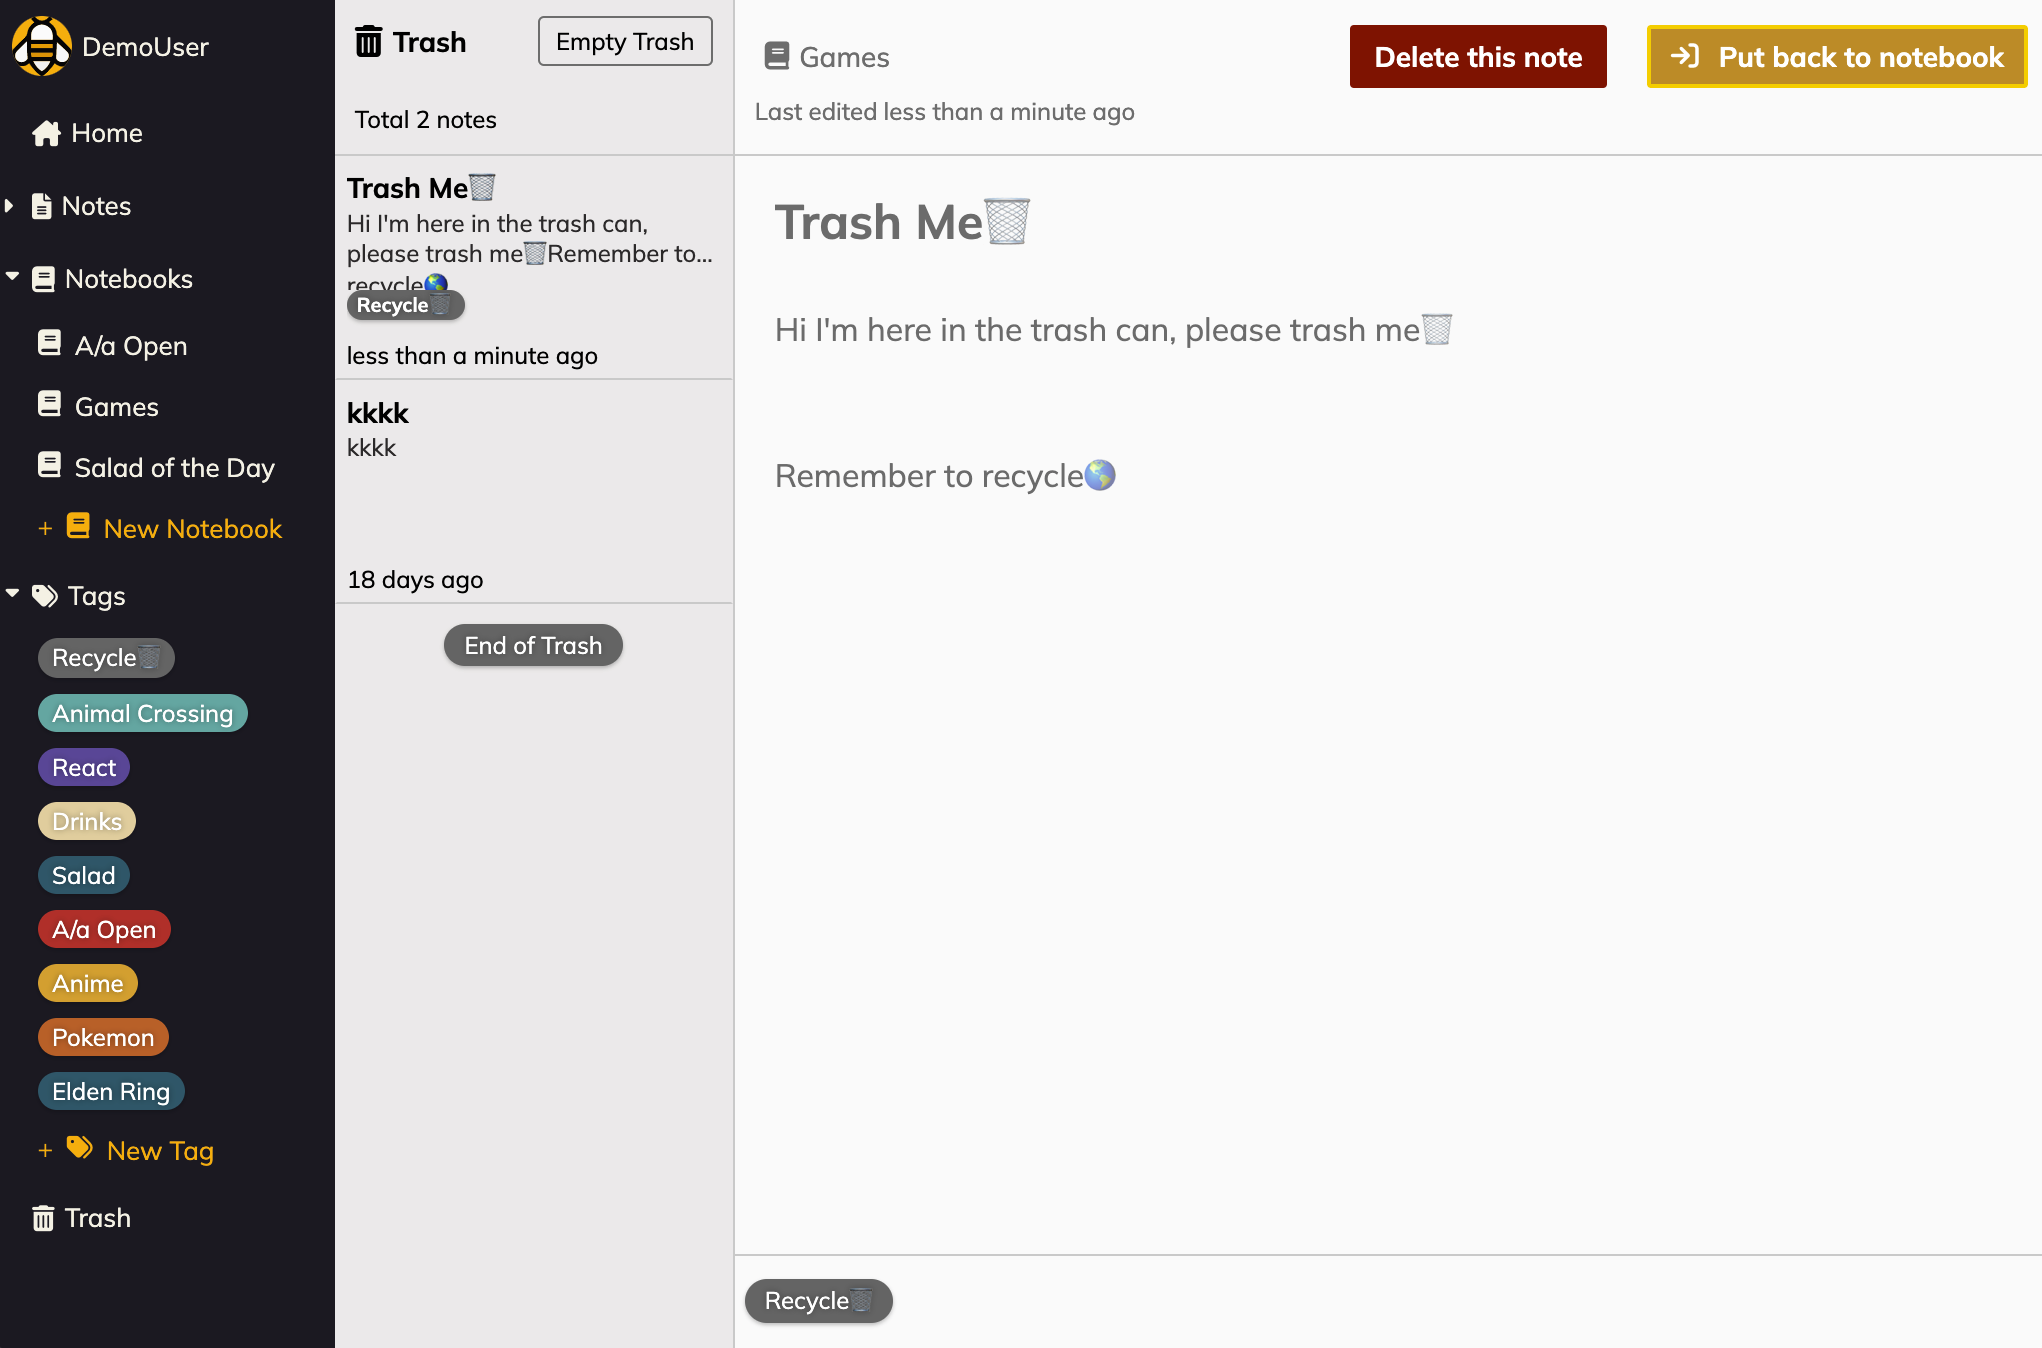 DemoUser
Home
Notes
Notebooks
A/a Open
Games
Salad of the Day
+ New Notebook
Tags
Recycle🗑️
Animal Crossing
React
Drinks
Salad
A/a Open
Anime
Pokemon
Elden Ring
+ New Tag
Trash
Trash
Empty Trash
Total 2 notes
Trash Me🗑️
Hi I'm here in the trash can,
please trash me🗑️Remember to...
recycle🌎
Recycle🗑️
less than a minute ago
kkkk
kkkk
18 days ago
End of Trash
Games
Delete this note
Put back to notebook
Last edited less than a minute ago
Trash Me🗑️
Hi I'm here in the trash can, please trash me🗑️
Remember to recycle🌎
Recycle🗑️